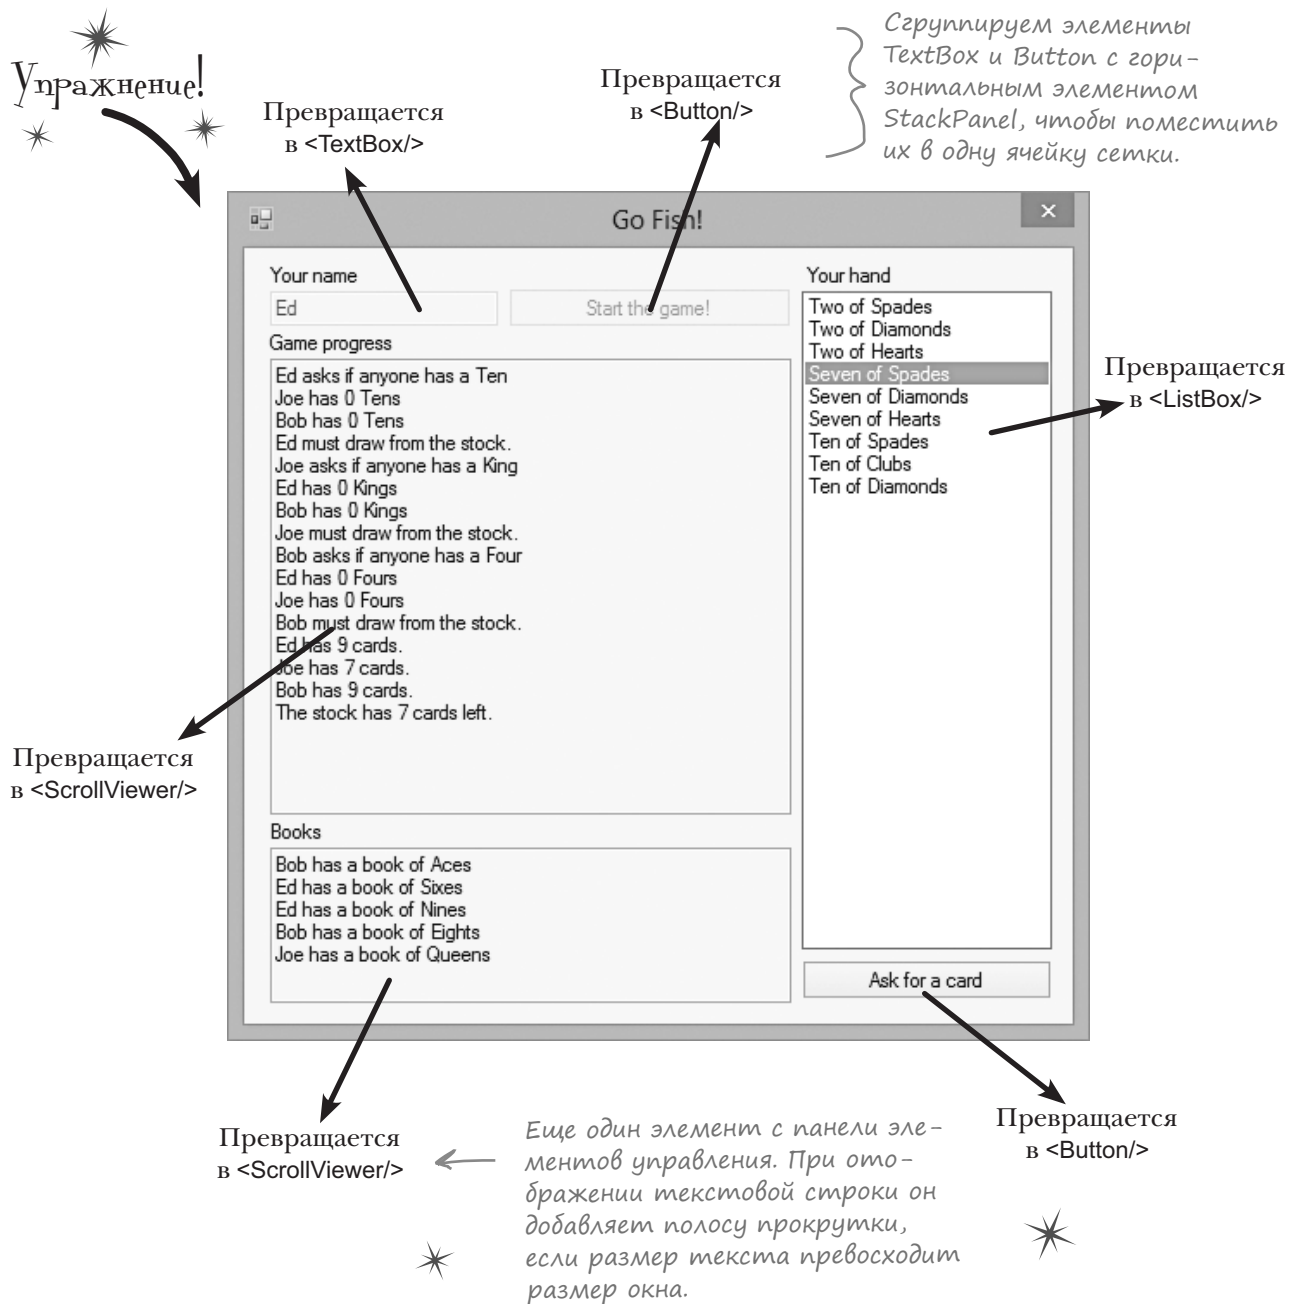 Упражнение!
Превращается
в <TextBox/>
Превращается
в <Button/>
Сгруппируем элементы
TextBox и Button с гори-
зонтальным элементом
StackPanel, чтобы поместить
их в одну ячейку сетки.
Go Fish!
Your name
Ed
Start the game!
Game progress
Ed asks if anyone has a Ten
Joe has 0 Tens
Bob has 0 Tens
Ed must draw from the stock.
Joe asks if anyone has a King
Ed has 0 Kings
Bob has 0 Kings
Joe must draw from the stock.
Bob asks if anyone has a Four
Ed has 0 Fours
Joe has 0 Fours
Bob must draw from the stock.
Ed has 9 cards.
Joe has 7 cards.
Bob has 9 cards.
The stock has 7 cards left.
Books
Bob has a book of Aces
Ed has a book of Sixes
Ed has a book of Nines
Bob has a book of Eights
Joe has a book of Queens
Your hand
Two of Spades
Two of Diamonds
Two of Hearts
Seven of Spades
Seven of Diamonds
Seven of Hearts
Ten of Spades
Ten of Clubs
Ten of Diamonds
Ask for a card
Превращается
в <ListBox/>
Превращается
в <ScrollViewer/>
Превращается
в <ScrollViewer/>
Еще один элемент с панели эле-
ментов управления. При ото-
бражении текстовой строки он
добавляет полосу прокрутки,
если размер текста превосходит
размер окна.
Превращается
в <Button/>